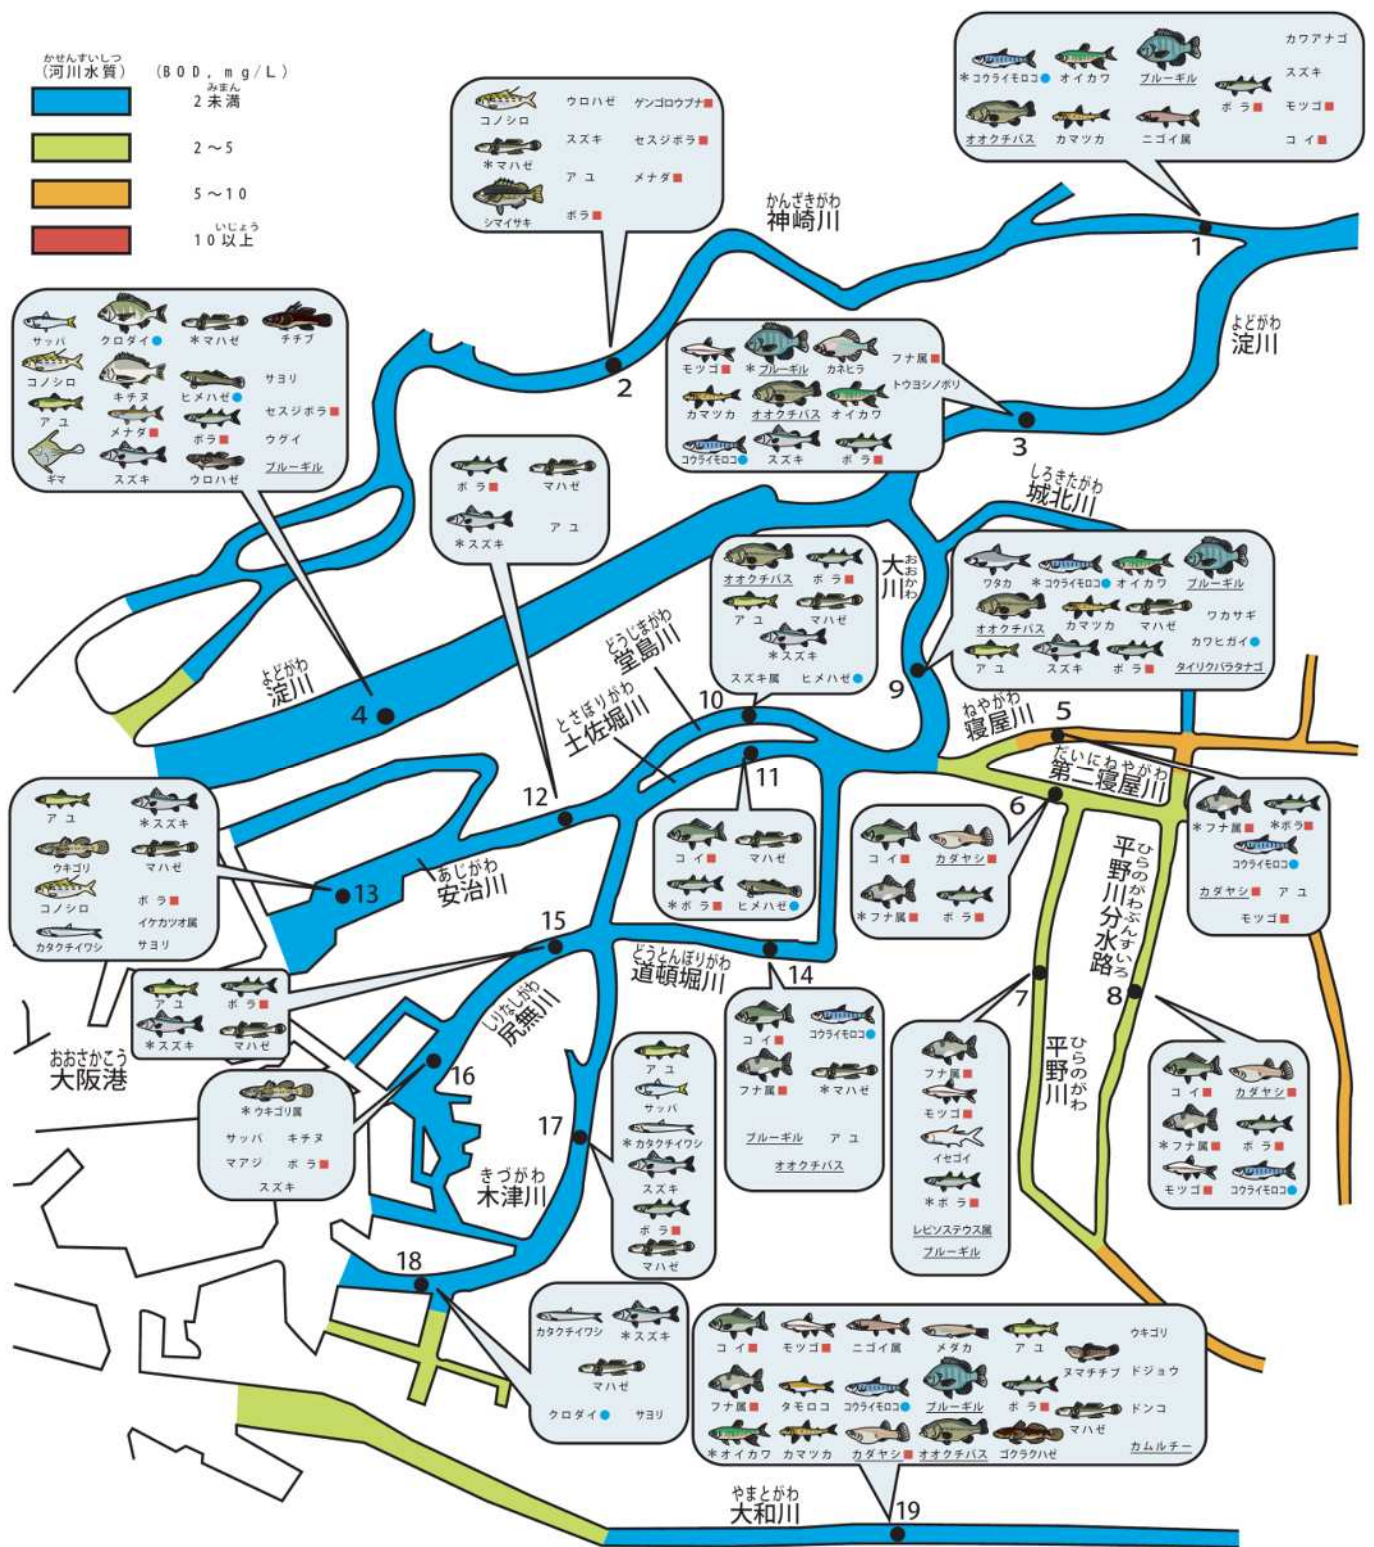 かせんすいしつ
(河川水質) (BOD, mg/L)
みまん
2未満
2～5
5～10
いじょう
10以上
＊コウライモロコ●
オイカワ
ブルーギル
ボラ■
カワアナゴ
スズキ
モツゴ■
コイ■
オオクチバス
カマツカ
ニゴイ属
1
コノシロ
＊マハゼ
シマイサキ
ウロハゼ
スズキ
アユ
ボラ■
ゲンゴロウブナ■
セスジボラ■
メナダ■
2
かんざきがわ
神崎川
よどがわ
淀川
モツゴ■
＊ブルーギル
カネヒラ
フナ属■
トウヨシノボリ
カマツカ
オオクチバス
オイカワ
コウライモロコ●
スズキ
ボラ■
3
サッパ
クロダイ●
＊マハゼ
チチブ
コノシロ
キチヌ
ヒメハゼ●
サヨリ
アユ
メナダ■
ボラ■
セスジボラ■
ウグイ
ギマ
スズキ
ウロハゼ
ブルーギル
4
よどがわ
淀川
ボラ■
マハゼ
＊スズキ
アユ
12
しろきたがわ
城北川
おおかわ
大川
オオクチバス
ボラ■
アユ
マハゼ
＊スズキ
スズキ属
ヒメハゼ●
10
どうじまがわ
堂島川
とさぼりがわ
土佐堀川
ワタカ
＊コウライモロコ●
オイカワ
ブルーギル
オオクチバス
カマツカ
マハゼ
ワカサギ
カワヒガイ●
アユ
スズキ
ボラ■
タイリクバラタナゴ
9
ねやがわ
寝屋川
5
だいにねやがわ
第二寝屋川
6
＊フナ属■
＊ボラ■
コウライモロコ●
カダヤシ■
アユ
モツゴ■
コイ■
カダヤシ■
＊フナ属■
ボラ■
11
コイ■
マハゼ
＊ボラ■
ヒメハゼ●
アユ
＊スズキ
ウキゴリ
マハゼ
コノシロ
ボラ■
イケカツオ属
カタクチイワシ
サヨリ
13
あじがわ
安治川
15
アユ
ボラ■
＊スズキ
マハゼ
しりなしがわ
尻無川
どうとんぼりがわ
道頓堀川
14
コイ■
コウライモロコ●
フナ属■
＊マハゼ
ブルーギル
アユ
オオクチバス
おおさかこう
大阪港
16
＊ウキゴリ属
サッパ
キチヌ
マアジ
ボラ■
スズキ
17
きづがわ
木津川
アユ
サッパ
＊カタクチイワシ
スズキ
ボラ■
マハゼ
7
ひらのがわ
平野川
フナ属■
モツゴ■
イセゴイ
＊ボラ■
レピソステウス属
ブルーギル
ひらのがわぶんすいろ
平野川分水路
8
コイ■
カダヤシ■
＊フナ属■
ボラ■
モツゴ■
コウライモロコ●
18
カタクチイワシ
＊スズキ
マハゼ
クロダイ●
サヨリ
コイ■
モツゴ■
ニゴイ属
メダカ
アユ
ウキゴリ
ヌマチチブ
ドジョウ
フナ属■
タモロコ
コウライモロコ●
ブルーギル
ボラ■
マハゼ
ドンコ
＊オイカワ
カマツカ
カダヤシ■
オオクチバス
ゴクラクハゼ
カムルチー
やまとがわ
大和川
19